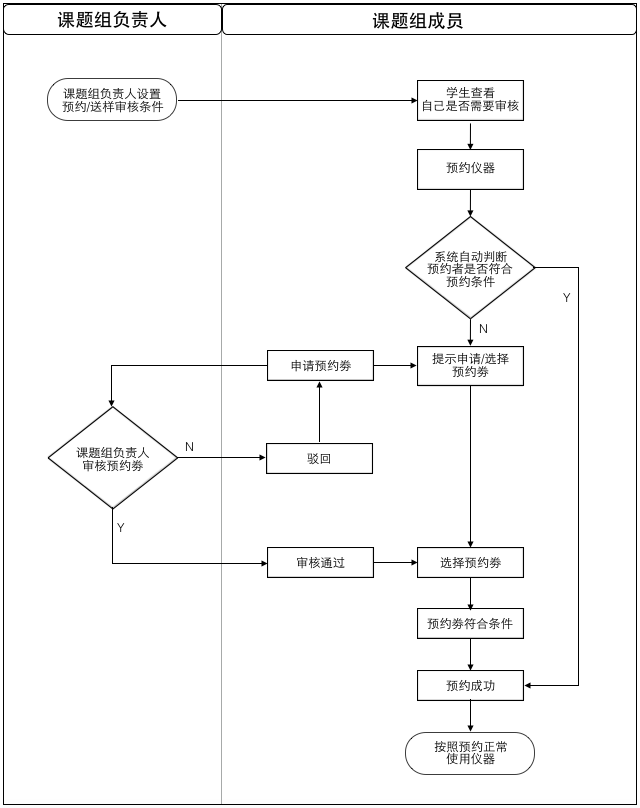 课题组负责人
课题组成员
课题组负责人设置
预约/送样审核条件
学生查看
自己是否需要审核
预约仪器
系统自动判断
预约者是否符合
预约条件
Y
N
申请预约券
提示申请/选择
预约券
课题组负责人
审核预约券
N
驳回
Y
审核通过
选择预约券
预约券符合条件
预约成功
按照预约正常
使用仪器